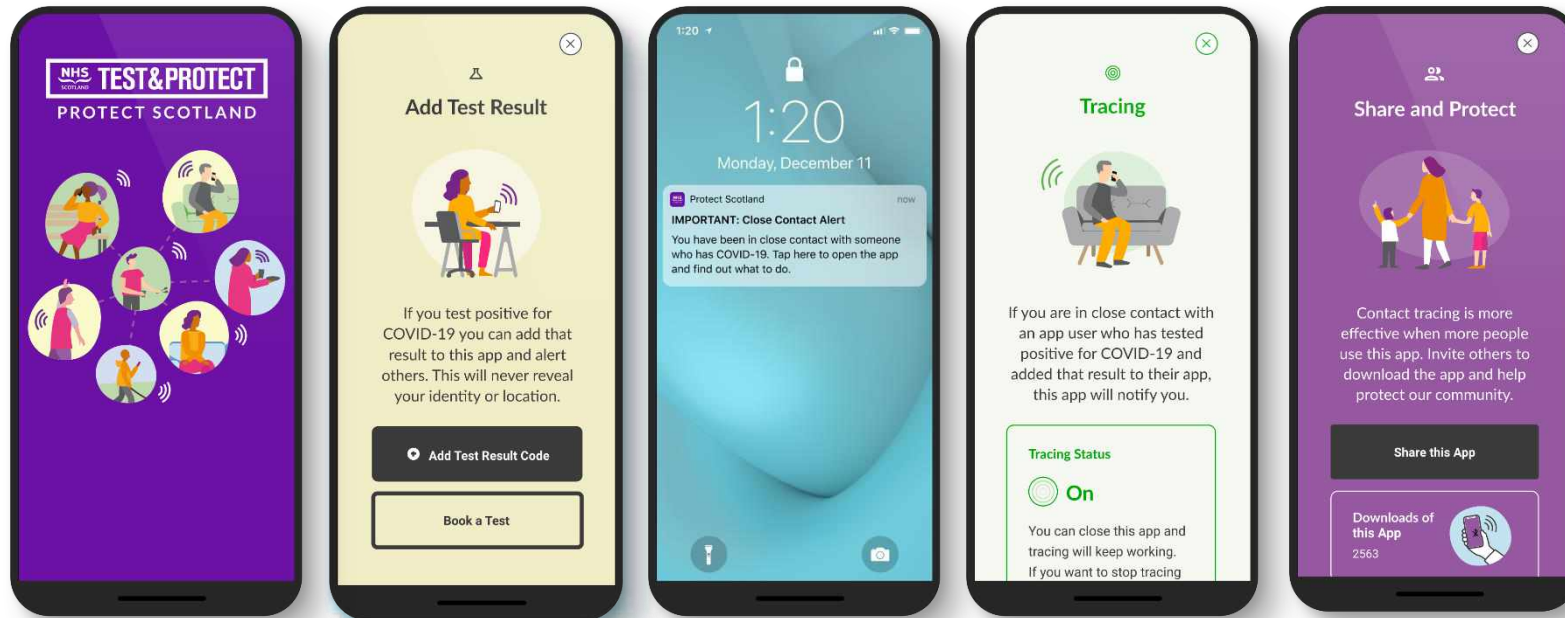 NHS
SCOTLAND
TEST&PROTECT
PROTECT SCOTLAND
Add Test Result
If you test positive for
COVID-19 you can add that
result to this app and alert
others. This will never reveal
your identity or location.
Add Test Result Code
Book a Test
1:20
1:20
Monday, December 11
NHS
Protect Scotland
now
IMPORTANT: Close Contact Alert
You have been in close contact with someone
who has COVID-19. Tap here to open the app
and find out what to do.
Tracing
If you are in close contact with
an app user who has tested
positive for COVID-19 and
added that result to their app,
this app will notify you.
Tracing Status
On
You can close this app and
tracing will keep working.
If you want to stop tracing
Share and Protect
Contact tracing is more
effective when more people
use this app. Invite others to
download the app and help
protect our community.
Share this App
Downloads of
this App
2563